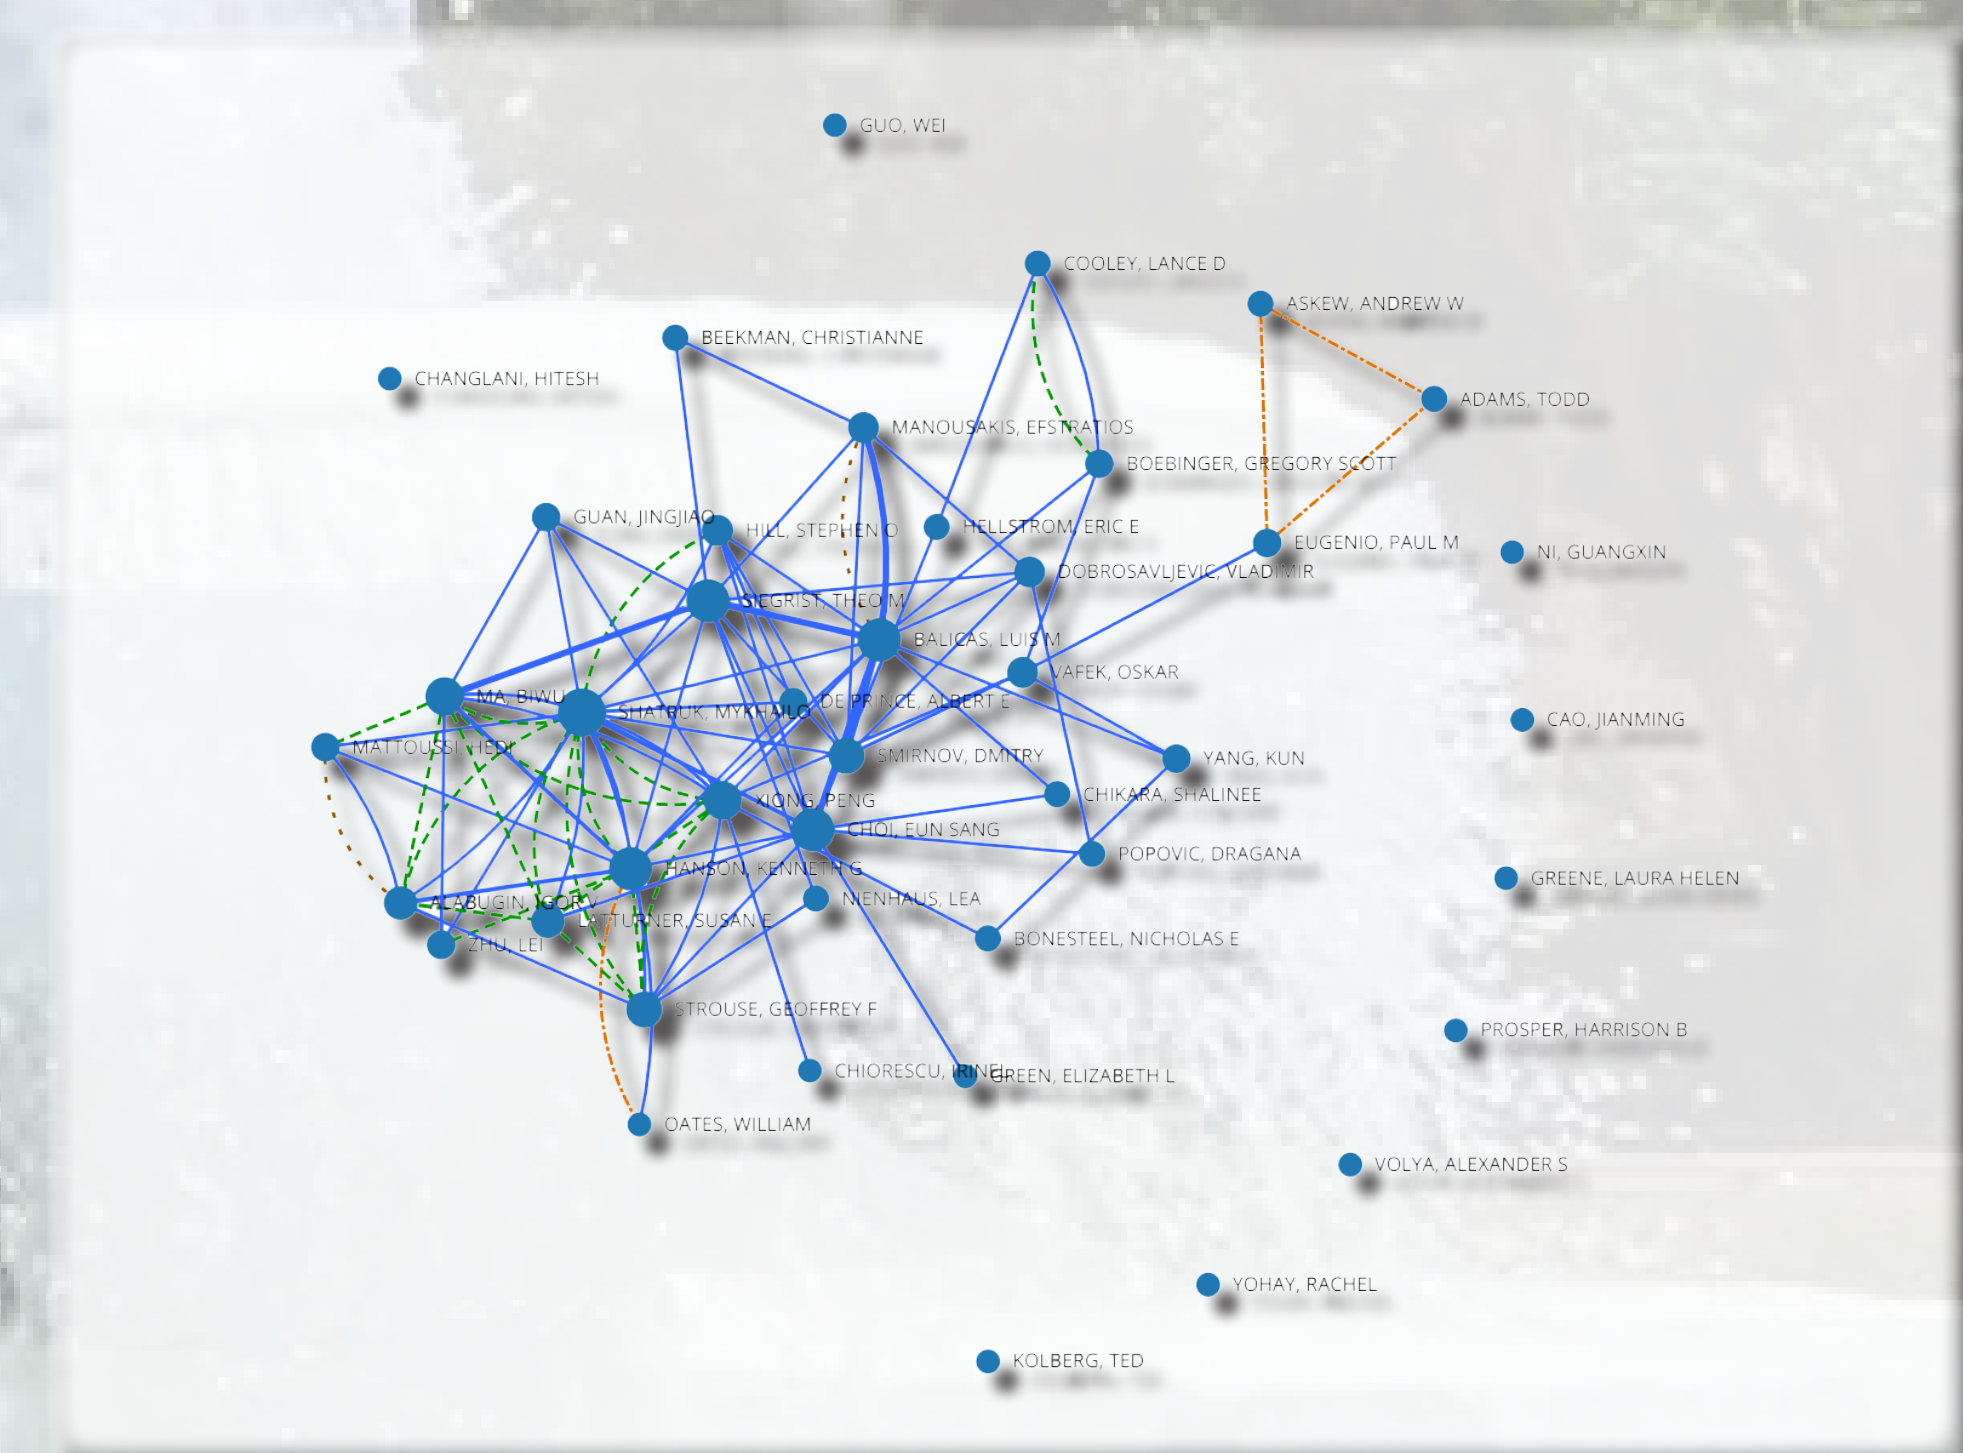 GUO, WEI
COOLEY, LANCE D
ASKEW, ANDREW W
BEEKMAN, CHRISTIANNE
CHANGLANI, HITESH
ADAMS, TODD
MANOUSAKIS, EFSTRATIOS
BOEBINGER, GREGORY SCOTT
GUAN, JINGJIAO
HILL, STEPHEN O
HELLSTROM, ERIC E
EUGENIO, PAUL M
NI, GUANGXIN
DOBROSAVLJEVIC, VLADIMIR
SIEGRIST, THEO M
BALICAS, LUIS M
VAFEK, OSKAR
MA, BIWU
DE PRINCE, ALBERT E
SHATRUK, MYKHAILO
CAO, JIANMING
MATTOUSSI, HEDI
SMIRNOV, DMITRY
YANG, KUN
CHIKARA, SHALINEE
XIONG, PENG
CHOI, EUN SANG
POPOVIC, DRAGANA
HANSON, KENNETH G
GREENE, LAURA HELEN
NIENHAUS, LEA
ALABUGIN, IGOR V
LATTURNER, SUSAN E
BONESTEEL, NICHOLAS E
ZHU, LEI
STROUSE, GEOFFREY F
PROSPER, HARRISON B
CHIORESCU, IRINEL
GREEN, ELIZABETH L
OATES, WILLIAM
VOLYA, ALEXANDER S
YOHAY, RACHEL
KOLBERG, TED